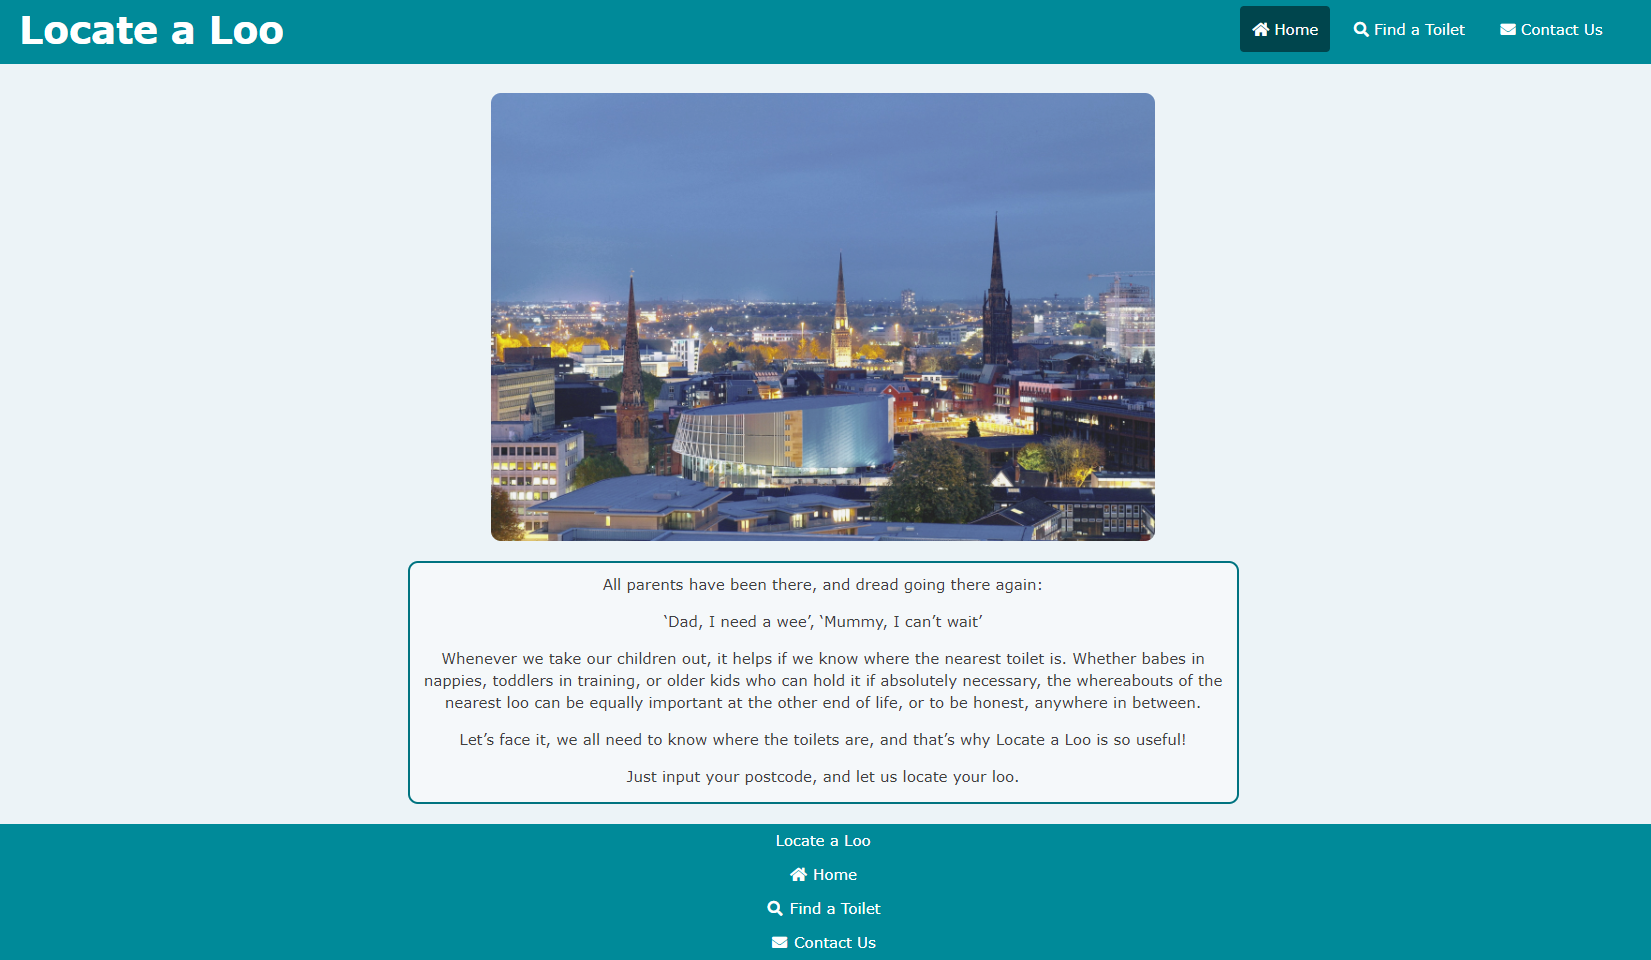 Locate a Loo
Home
Find a Toilet
Contact Us
All parents have been there, and dread going there again:
‘Dad, I need a wee’, ‘Mummy, I can’t wait’
Whenever we take our children out, it helps if we know where the nearest toilet is. Whether babes in
nappies, toddlers in training, or older kids who can hold it if absolutely necessary, the whereabouts of the
nearest loo can be equally important at the other end of life, or to be honest, anywhere in between.
Let’s face it, we all need to know where the toilets are, and that’s why Locate a Loo is so useful!
Just input your postcode, and let us locate your loo.
Locate a Loo
Home
Find a Toilet
Contact Us